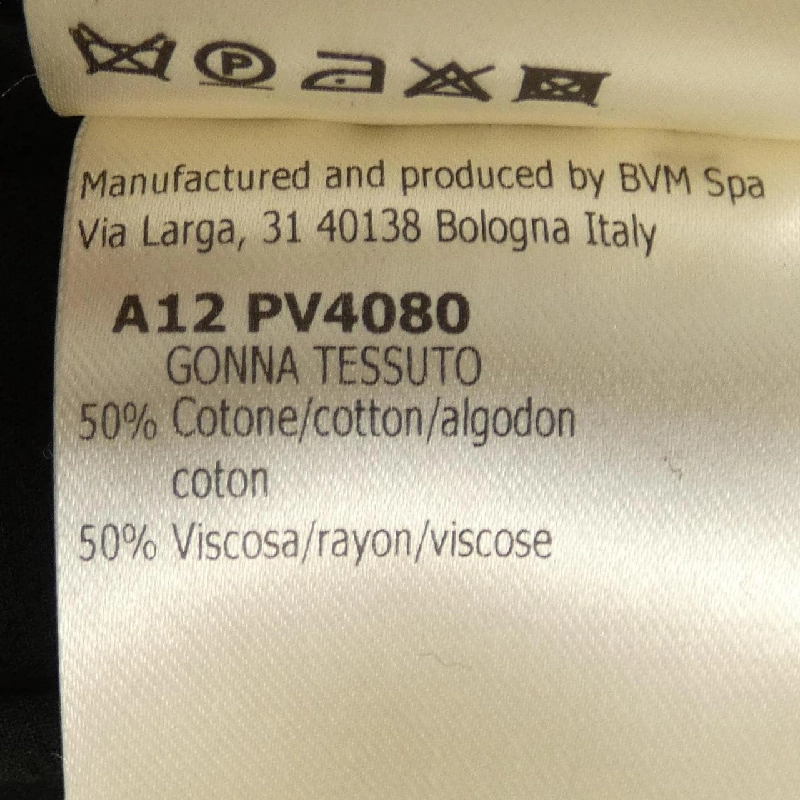 P
Manufactured and produced by BVM Spa
Via Larga, 31 40138 Bologna Italy
A12 PV4080
GONNA TESSUTO
50% Cotone/cotton/algodon
coton
50% Viscosa/rayon/viscose